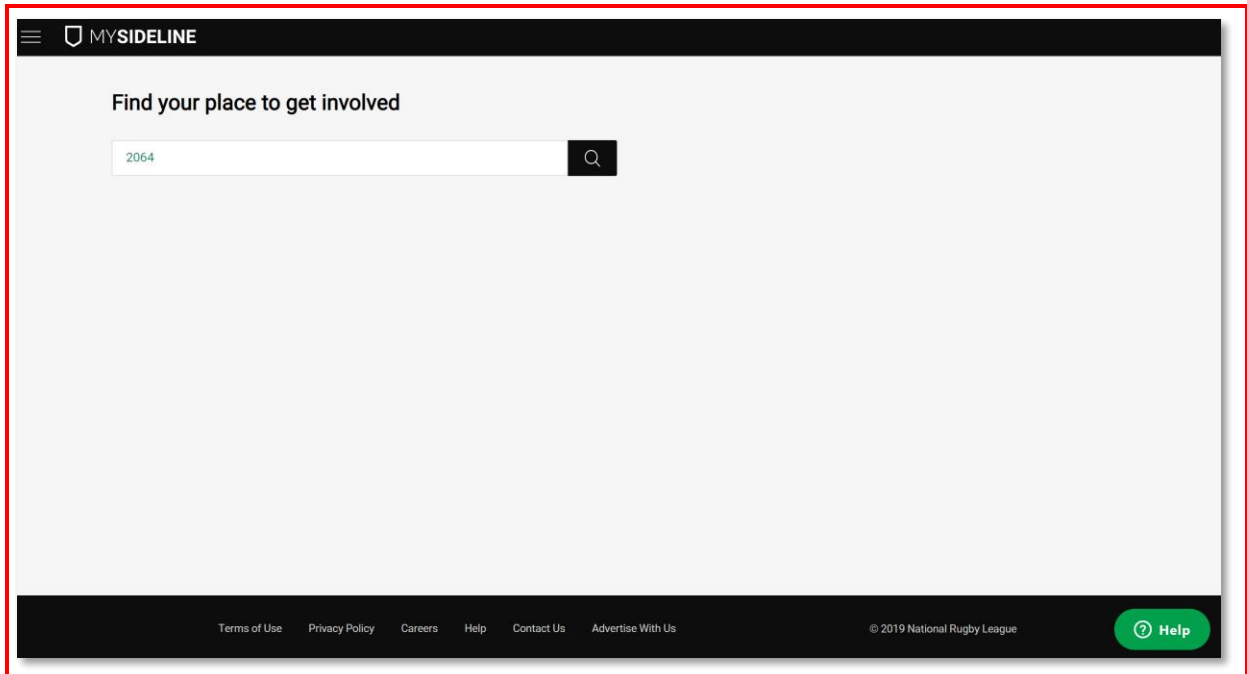 MYSIDELINE
Find your place to get involved
2064
Terms of Use Privacy Policy Careers Help Contact Us Advertise With Us © 2019 National Rugby League Help